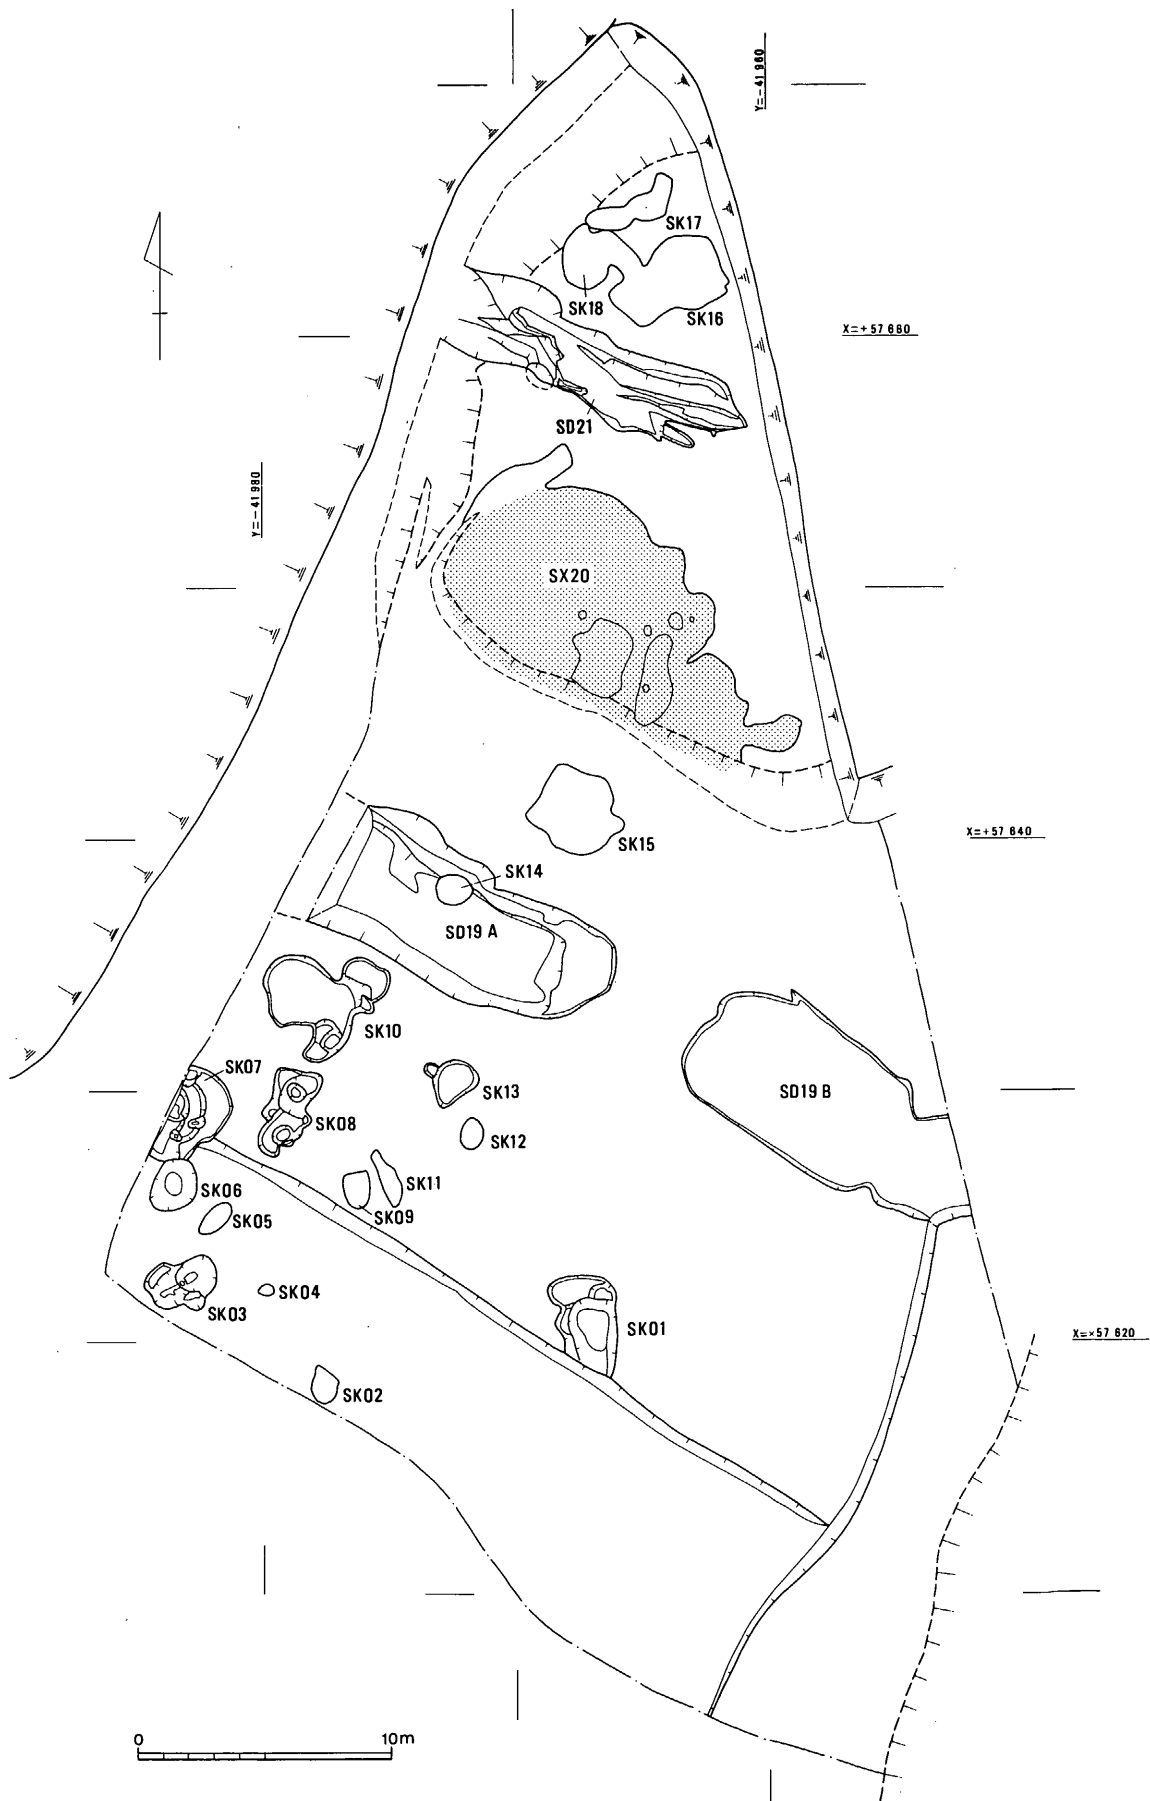 Y=-41 960
SK17
SK18
SK16
X=+57 660
SD21
Y=-41 980
SX20
X=+57 640
SK15
SK14
SD19 A
SK10
SK07
SK13
SD19 B
SK08
SK12
SK06
SK11
SK09
SK05
SK03
SK04
SK01
X=×57 620
SK02
0
10m